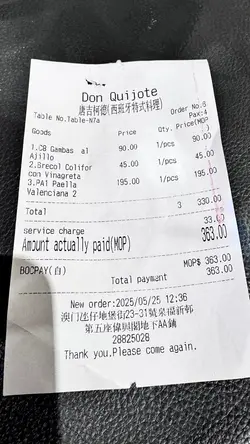 Don Quijote
唐吉柯德(西班牙特式料理)
Order No.6
Table No.Table-N7a Pax:4
Goods Price Qty. Price(MOP)
1.CB Gambas al 90.00 1/pcs 90.00
Ajillo
2.Brecol Colifor 45.00 1/pcs 45.00
con Vinagreta
3.PA1 Paella 195.00 1/pcs 195.00
Valenciana 2
Total 3 330.00
service charge 33.00
Amount actually paid(MOP) 363.00
BOCPAY(自) MOP$ 363.00
Total payment 363.00
New order:2025/05/25 12:36
澳門氹仔地堡街23-31號泉福新邨
第五座偉興閣地下AA鋪
28825028
Thank you.Please come again.